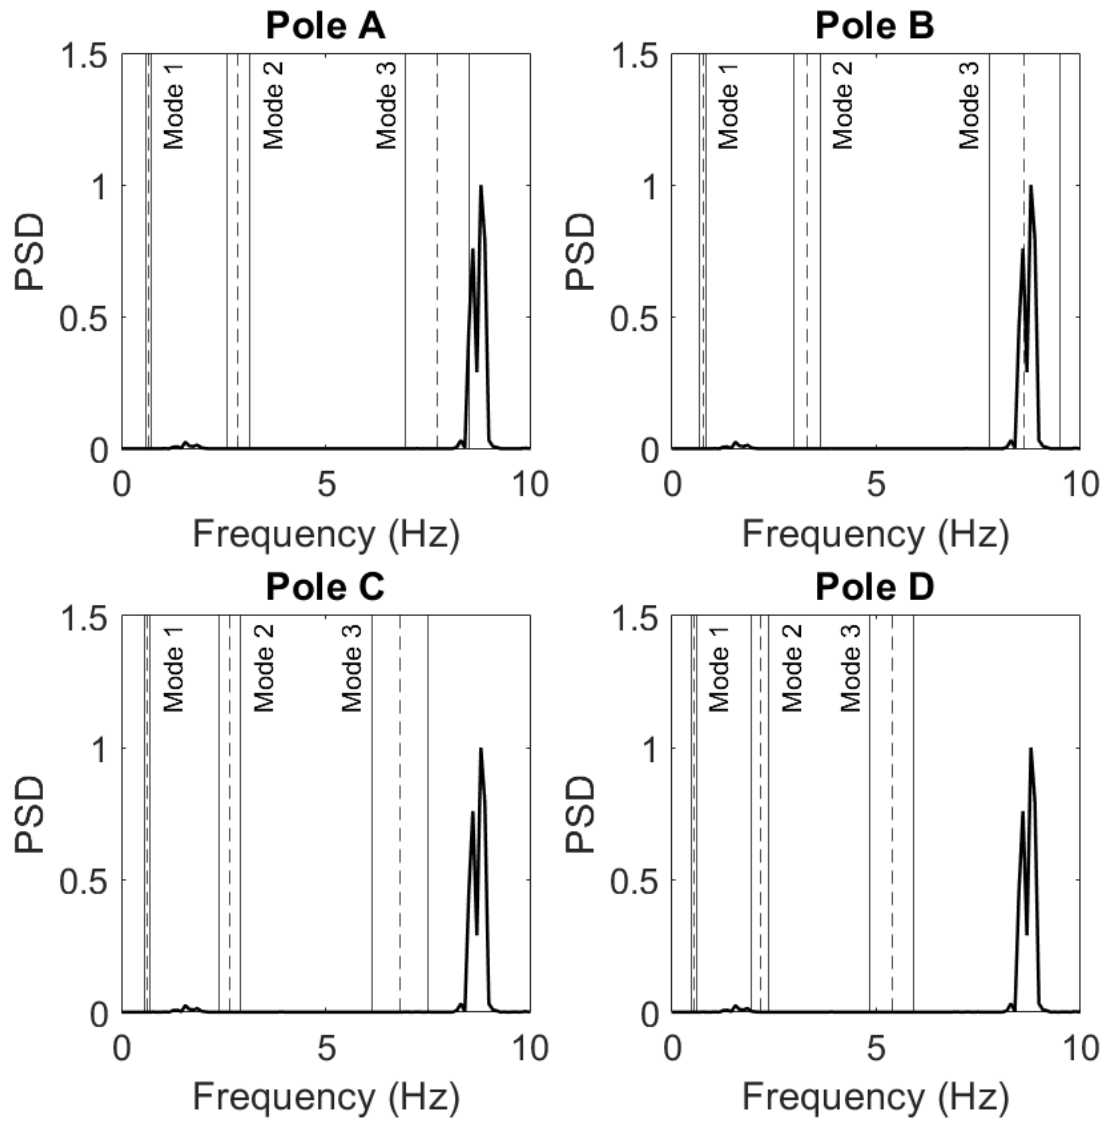 Pole A
1.5
1
0.5
0
PSD
Mode 1
Mode 2
Mode 3
0 5 10
Frequency (Hz)
Pole B
1.5
1
0.5
0
PSD
Mode 1
Mode 2
Mode 3
0 5 10
Frequency (Hz)
Pole C
1.5
1
0.5
0
PSD
Mode 1
Mode 2
Mode 3
0 5 10
Frequency (Hz)
Pole D
1.5
1
0.5
0
PSD
Mode 1
Mode 2
Mode 3
0 5 10
Frequency (Hz)